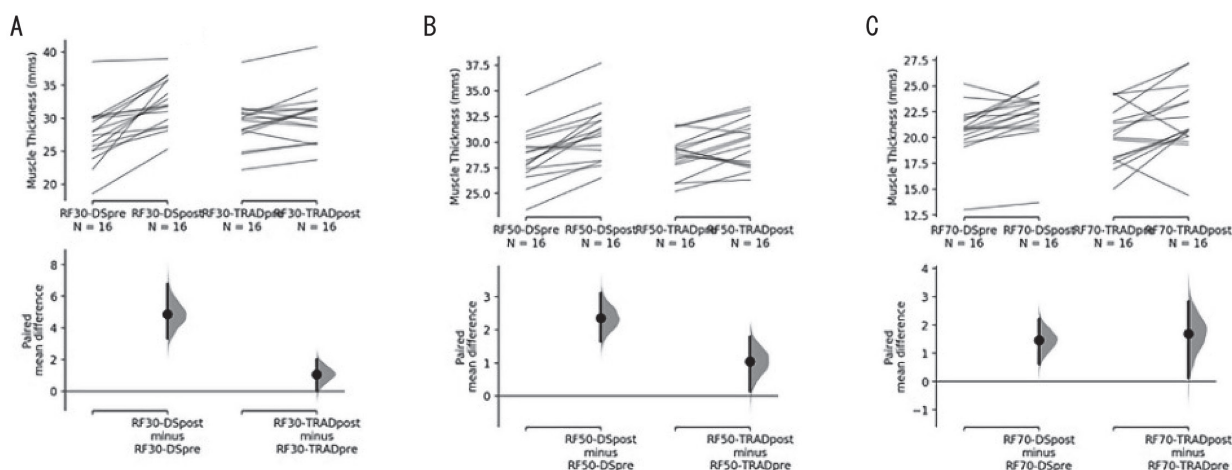 A
Muscle Thickness (mms)
40
35
30
25
20
RF30-DSpre
N = 16
RF30-DSpost
N = 16
RF30-TRADpre
N = 16
RF30-TRADpost
N = 16
Paired
mean difference
8
6
4
2
0
RF30-DSpost
minus
RF30-DSpre
RF30-TRADpost
minus
RF30-TRADpre
B
Muscle Thickness (mms)
37.5
35.0
32.5
30.0
27.5
25.0
RF50-DSpre
N = 16
RF50-DSpost
N = 16
RF50-TRADpre
N = 16
RF50-TRADpost
N = 16
Paired
mean difference
3
2
1
0
RF50-DSpost
minus
RF50-DSpre
RF50-TRADpost
minus
RF50-TRADpre
C
Muscle Thickness (mms)
27.5
25.0
22.5
20.0
17.5
15.0
12.5
RF70-DSpre
N = 16
RF70-DSpost
N = 16
RF70-TRADpre
N = 16
RF70-TRADpost
N = 16
Paired
mean difference
4
3
2
1
0
−1
RF70-DSpost
minus
RF70-DSpre
RF70-TRADpost
minus
RF70-TRADpre